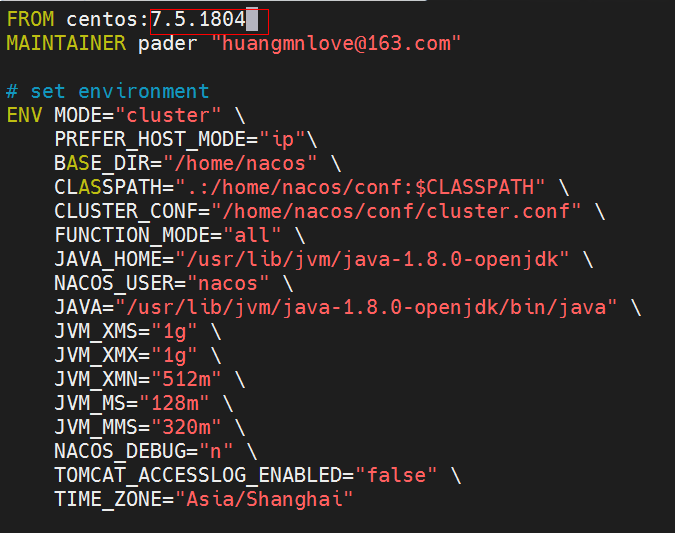 FROM centos:7.5.1804
MAINTAINER pader "huangmnlove@163.com"
# set environment
ENV MODE="cluster" \
PREFER_HOST_MODE="ip"\
BASE_DIR="/home/nacos" \
CLASSPATH=".:/home/nacos/conf:$CLASSPATH" \
CLUSTER_CONF="/home/nacos/conf/cluster.conf" \
FUNCTION_MODE="all" \
JAVA_HOME="/usr/lib/jvm/java-1.8.0-openjdk" \
NACOS_USER="nacos" \
JAVA="/usr/lib/jvm/java-1.8.0-openjdk/bin/java" \
JVM_XMS="1g" \
JVM_XMX="1g" \
JVM_XMN="512m" \
JVM_MS="128m" \
JVM_MMS="320m" \
NACOS_DEBUG="n" \
TOMCAT_ACCESSLOG_ENABLED="false" \
TIME_ZONE="Asia/Shanghai"